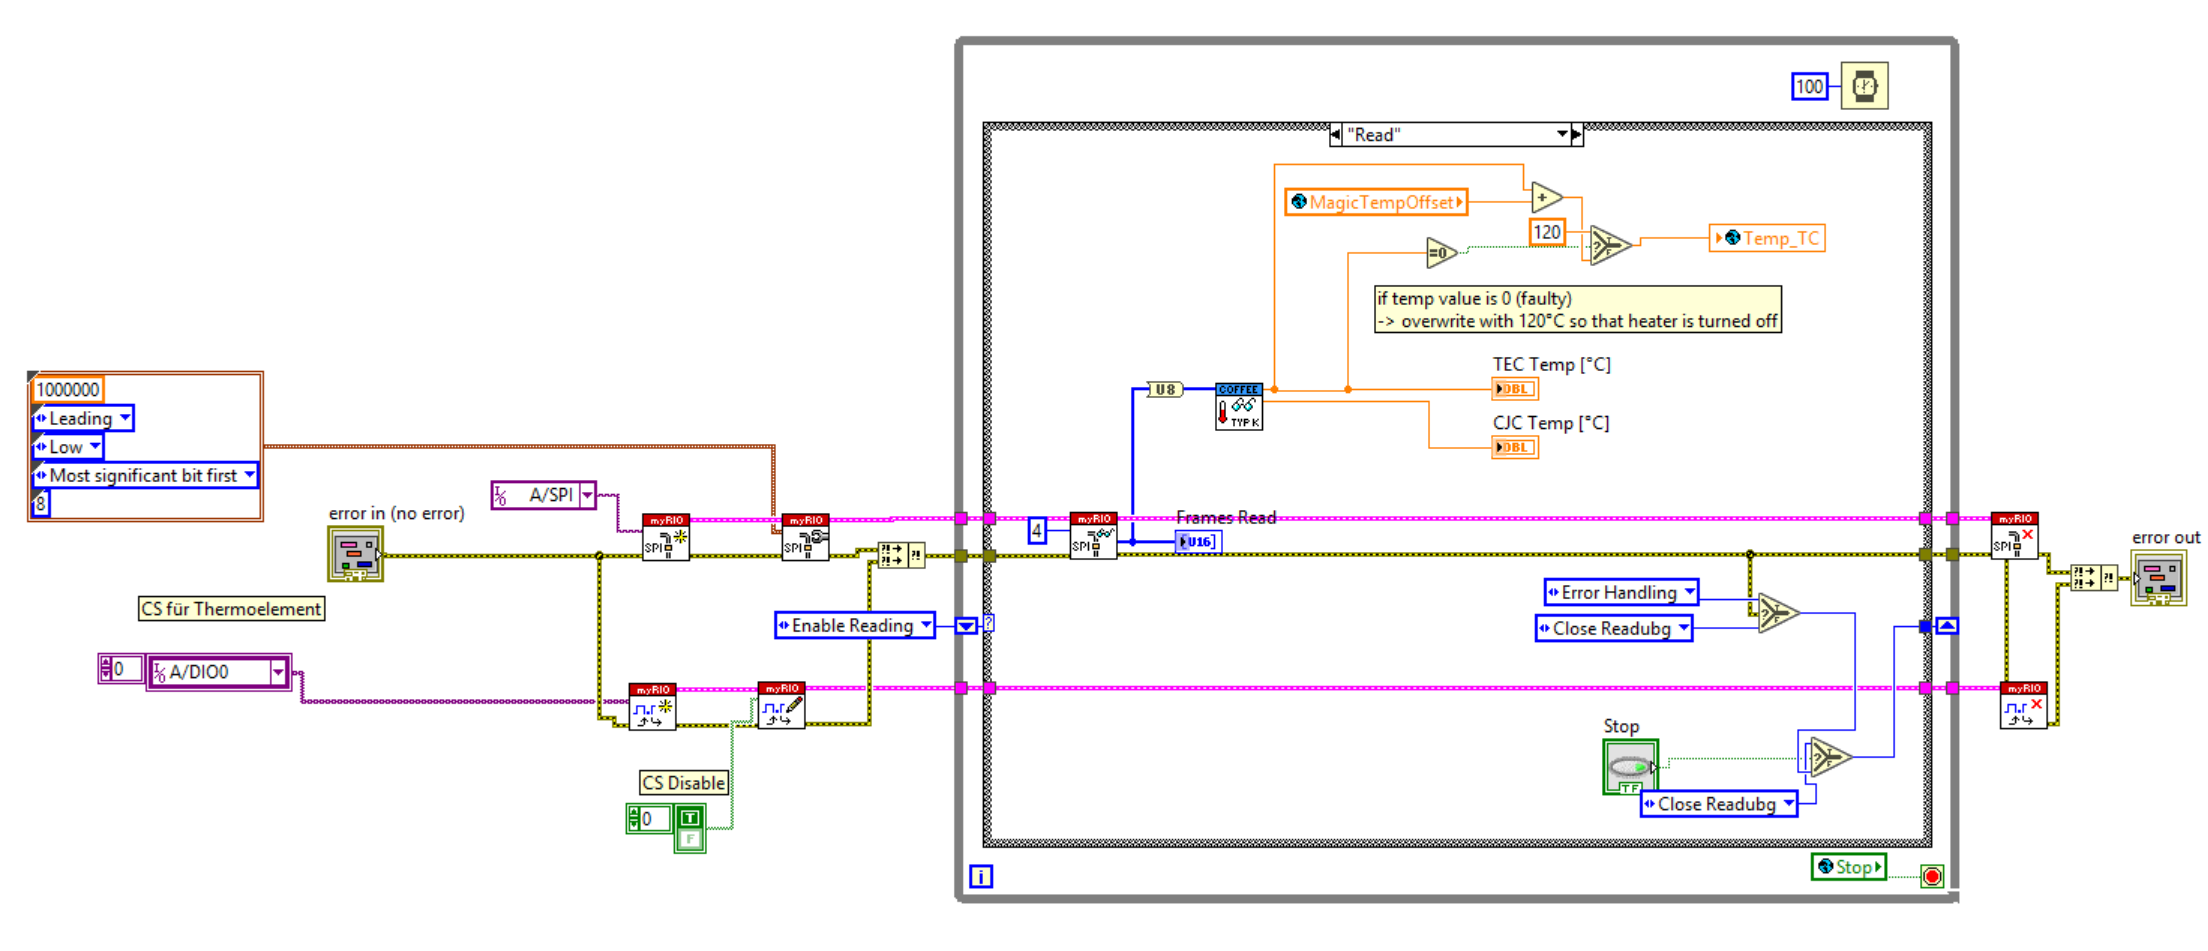 100
"Read"
MagicTempOffset
+
120
=0
?
T
F
Temp_TC
if temp value is 0 (faulty)
-> overwrite with 120°C so that heater is turned off
TEC Temp [°C]
DBL
CJC Temp [°C]
DBL
U8
COFFEE
TYP K
1000000
Leading
Low
Most significant bit first
8
error in (no error)
A/SPI
myRIO
SPI
myRIO
SPI
?!
?!
?!
4
myRIO
SPI
Frames Read
U16]
myRIO
SPI
error out
?!
?!
?!
CS für Thermoelement
Enable Reading
?
Error Handling
Close Readubg
?
T
F
0
A/DIO0
myRIO
myRIO
myRIO
Stop
TF
?
T
F
Close Readubg
CS Disable
0
T
F
i
Stop